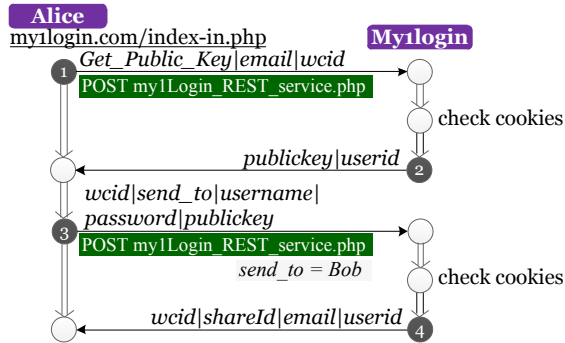 Alice
my1login.com/index-in.php
My1login
Get_Public_Key|email|wcid
1
POST my1Login_REST_service.php
check cookies
publickey|userid
2
wcid|send_to|username|
password|publickey
3
POST my1Login_REST_service.php
send_to = Bob
check cookies
wcid|shareId|email|userid
4